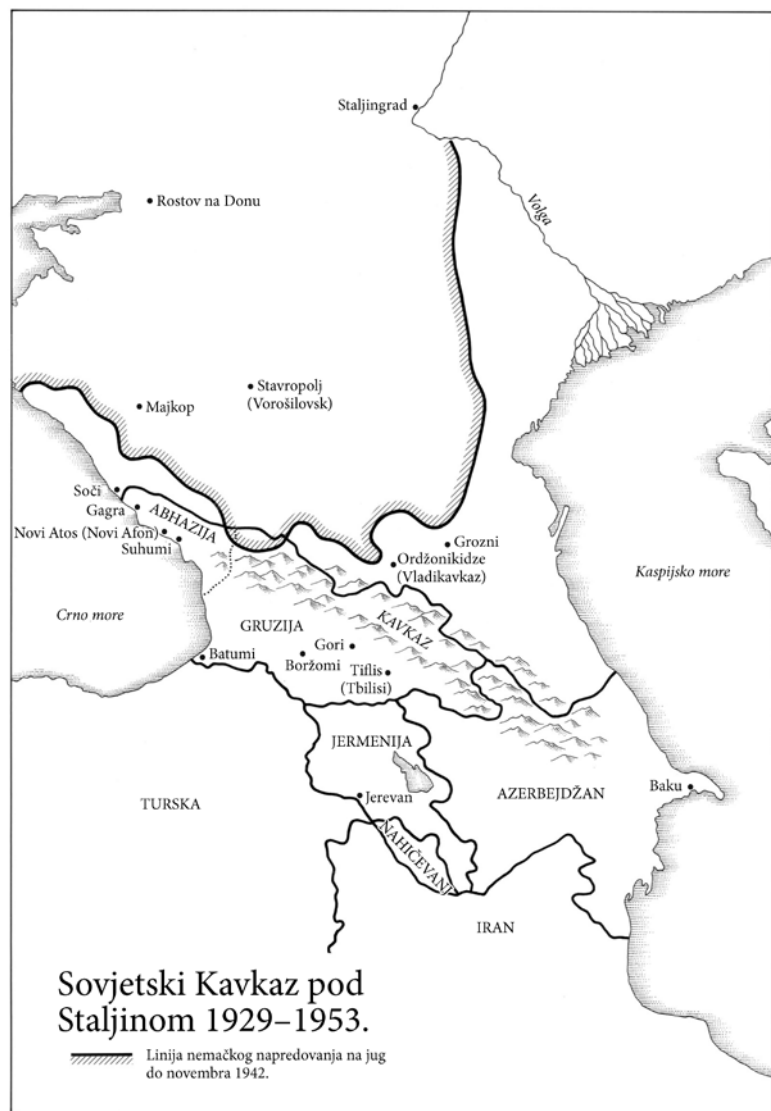 Staljingrad
Rostov na Donu
Volga
Stavropolj
(Vorošilovsk)
Majkop
Soči
Gagra
ABHAZIJA
Novi Atos (Novi Afon)
Suhumi
Grozni
Ordžonikidze
(Vladikavkaz)
Kaspijsko more
Crno more
KAVKAZ
GRUZIJA
Gori
Batumi
Boržomi
Tiflis
(Tbilisi)
JERMENIJA
TURSKA
Jerevan
AZERBEJDŽAN
Baku
NAHIČEVANJ
IRAN
Sovjetski Kavkaz pod
Staljinom 1929–1953.
Linija nemačkog napredovanja na jug
do novembra 1942.